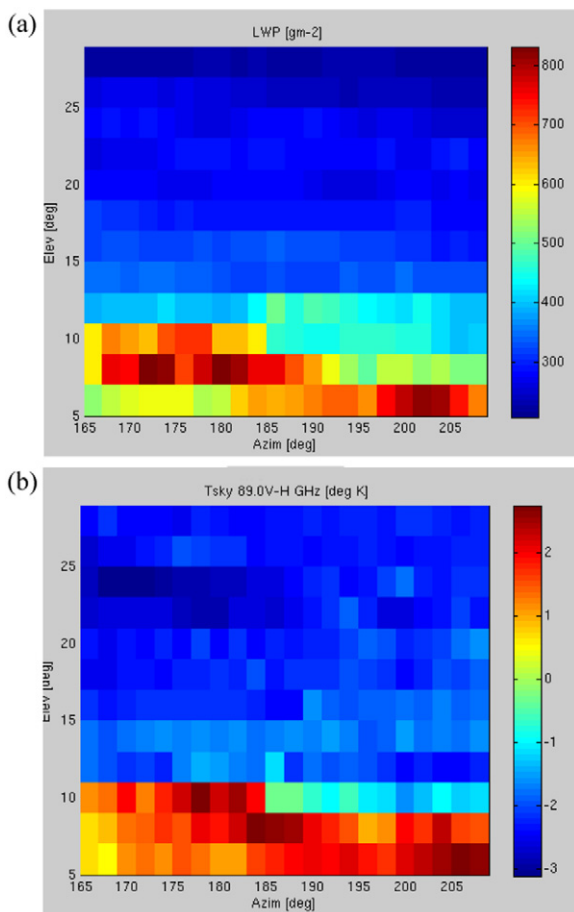 (a)
LWP [gm-2]
Elev [deg]
25
20
15
10
5
165 170 175 180 185 190 195 200 205
Azim [deg]
800
700
600
500
400
300
(b)
Tsky 89.0V-H GHz [deg K]
Elev [deg]
25
20
15
10
5
165 170 175 180 185 190 195 200 205
Azim [deg]
2
1
0
-1
-2
-3